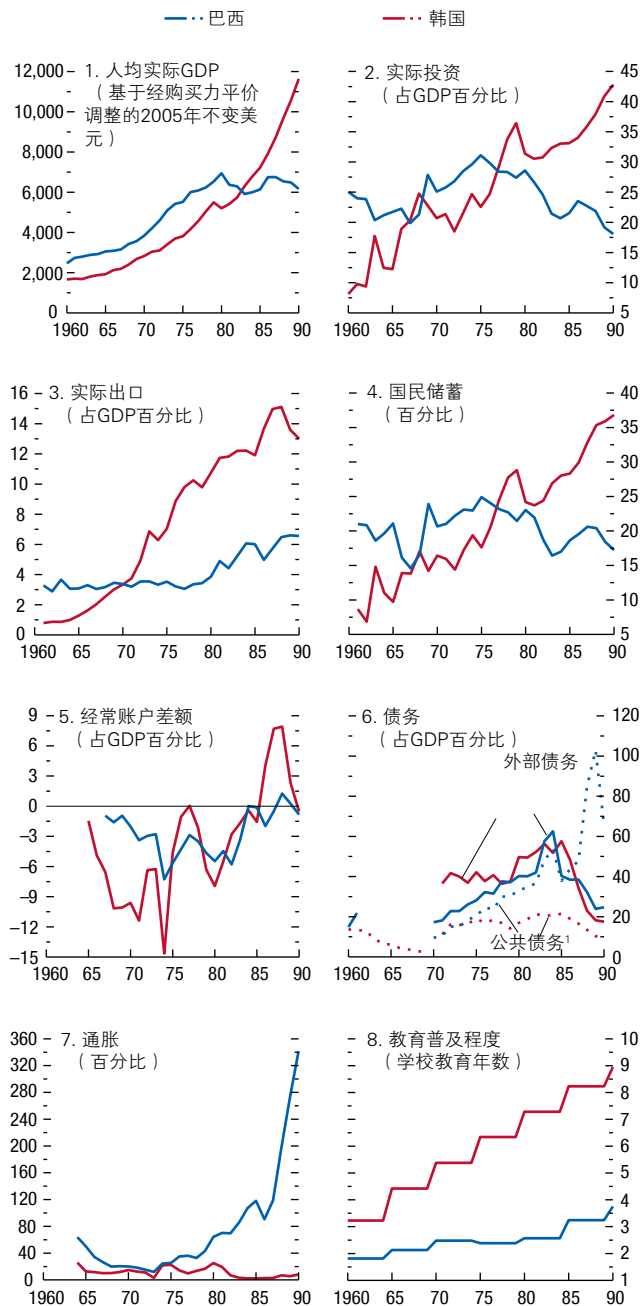 巴西 韩国
1. 人均实际GDP
（基于经购买力平价
调整的2005年不变美
元）
12,000
10,000
8,000
6,000
4,000
2,000
0
1960 65 70 75 80 85 90
2. 实际投资
（占GDP百分比）
45
40
35
30
25
20
15
10
5
1960 65 70 75 80 85 90
3. 实际出口
（占GDP百分比）
16
14
12
10
8
6
4
2
0
1960 70 75 80 85 90
4. 国民储蓄
（百分比）
40
35
30
25
20
15
10
5
1960 65 70 75 80 85 90
5. 经常账户差额
（占GDP百分比）
9
6
3
0
–3
–6
–9
–12
–15
1960 65 70 75 80 85 90
6. 债务
（占GDP百分比）
外部债务
公共债务¹
120
100
80
60
40
20
0
1960 65 70 75 80 85 90
7. 通胀
（百分比）
360
320
280
240
200
160
120
80
40
0
1960 65 70 75 80 85 90
8. 教育普及程度
（学校教育年数）
10
9
8
7
6
5
4
3
2
1
1960 65 70 75 80 85 90